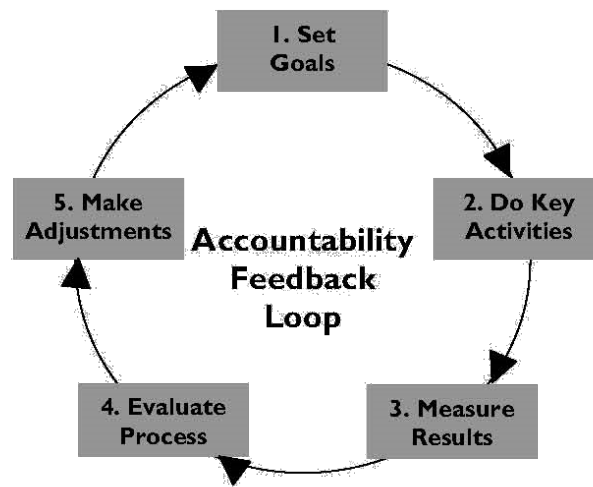 1. Set
Goals
2. Do Key
Activities
3. Measure
Results
4. Evaluate
Process
5. Make
Adjustments
Accountability
Feedback
Loop